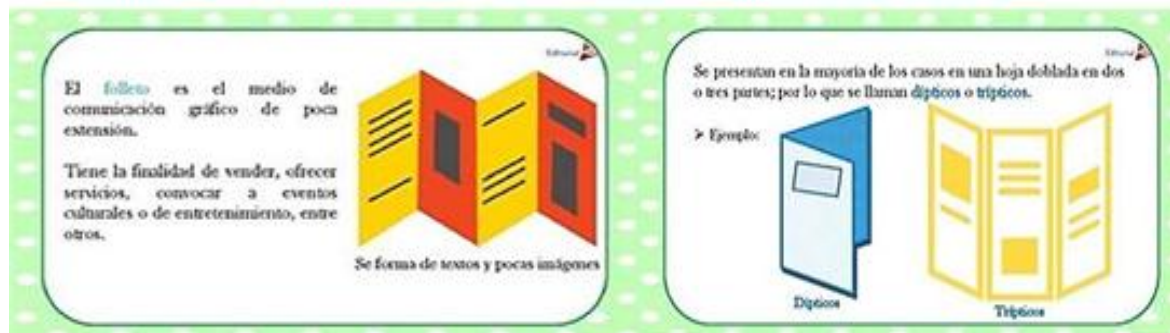 El folleto es el medio de
comunicación gráfico de poca
extensión.
Tiene la finalidad de vender, ofrecer
servicios, convocar a eventos
culturales o de entretenimiento, entre
otros.
Se forma de textos y pocas imágenes
Se presentan en la mayoría de los casos en una hoja doblada en dos
o tres partes; por lo que se llaman dípticos o trípticos.
➤ Ejemplo:
Dípticos
Trípticos